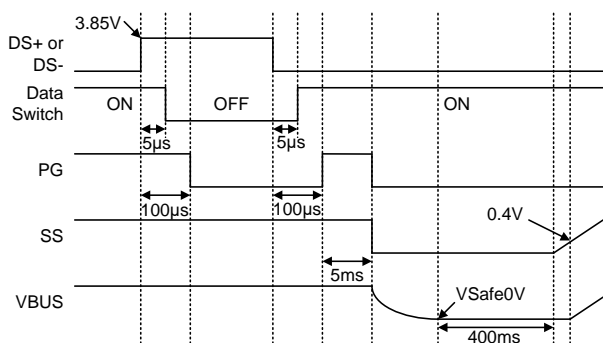 3.85V
DS+ or
DS-
Data
Switch
ON
OFF
ON
5µs
5µs
PG
100µs
100µs
SS
0.4V
5ms
VBUS
VSafe0V
400ms